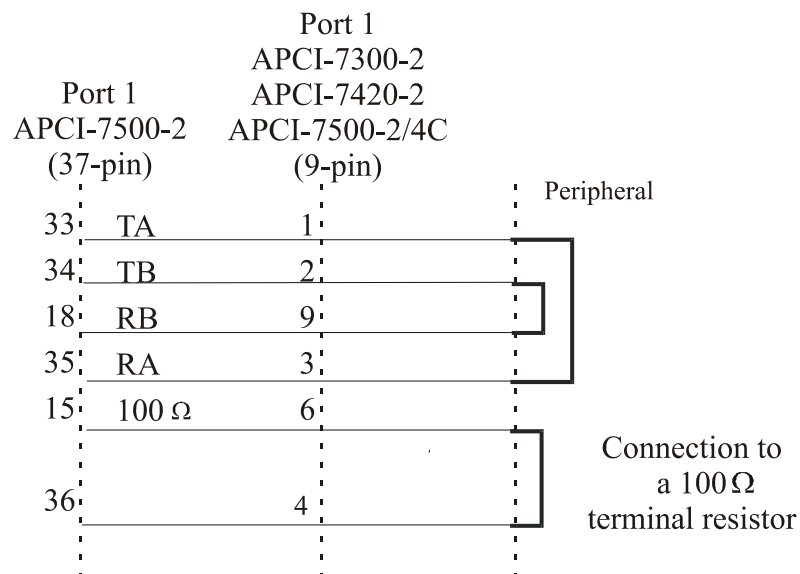 Port 1
APCI-7300-2
APCI-7420-2
APCI-7500-2/4C
(9-pin)
Port 1
APCI-7500-2
(37-pin)
Peripheral
33 TA 1
34 TB 2
18 RB 9
35 RA 3
15 100 Ω 6
36 4
Connection to
a 100 Ω
terminal resistor